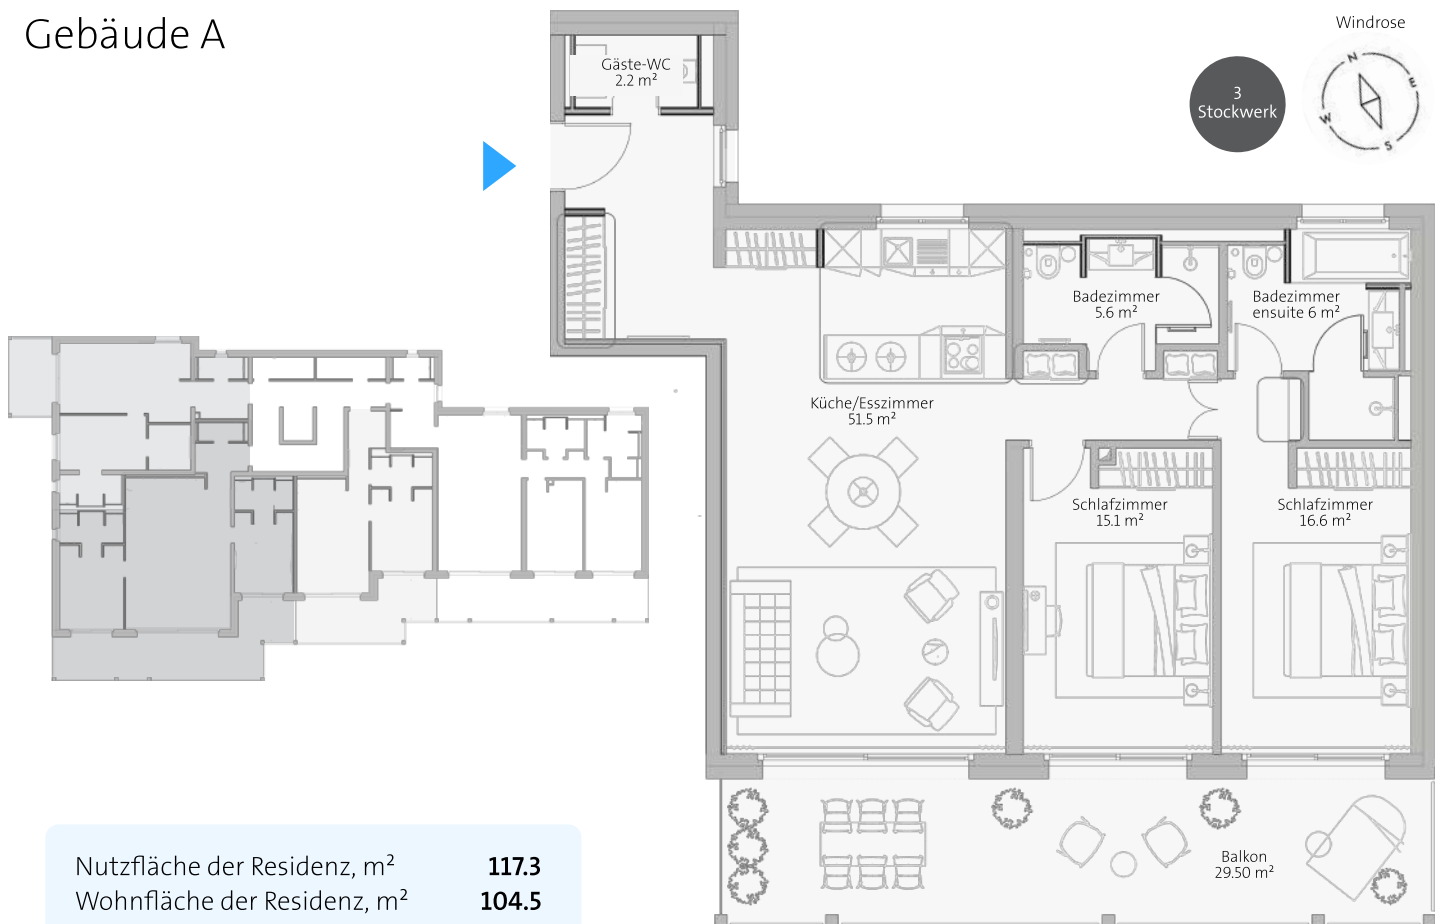 Gebäude A
Windrose
N
E
W
S
3
Stockwerk
Gäste-WC
2.2 m²
Badezimmer
5.6 m²
Badezimmer
ensuite 6 m²
Küche/Esszimmer
51.5 m²
Schlafzimmer
15.1 m²
Schlafzimmer
16.6 m²
Balkon
29.50 m²
Nutzfläche der Residenz, m² 117.3
Wohnfläche der Residenz, m² 104.5